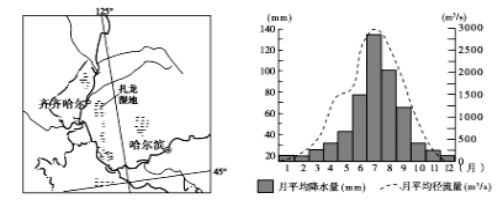 125°
齐齐哈尔
扎龙
湿地
哈尔滨
45°
(mm)
(m³/s)
140
120
100
80
60
40
20
3000
2500
2000
1500
1000
500
0
1 2 3 4 5 6 7 8 9 10 11 12 (月)
月平均降水量(mm)
月平均径流量(m³/s)